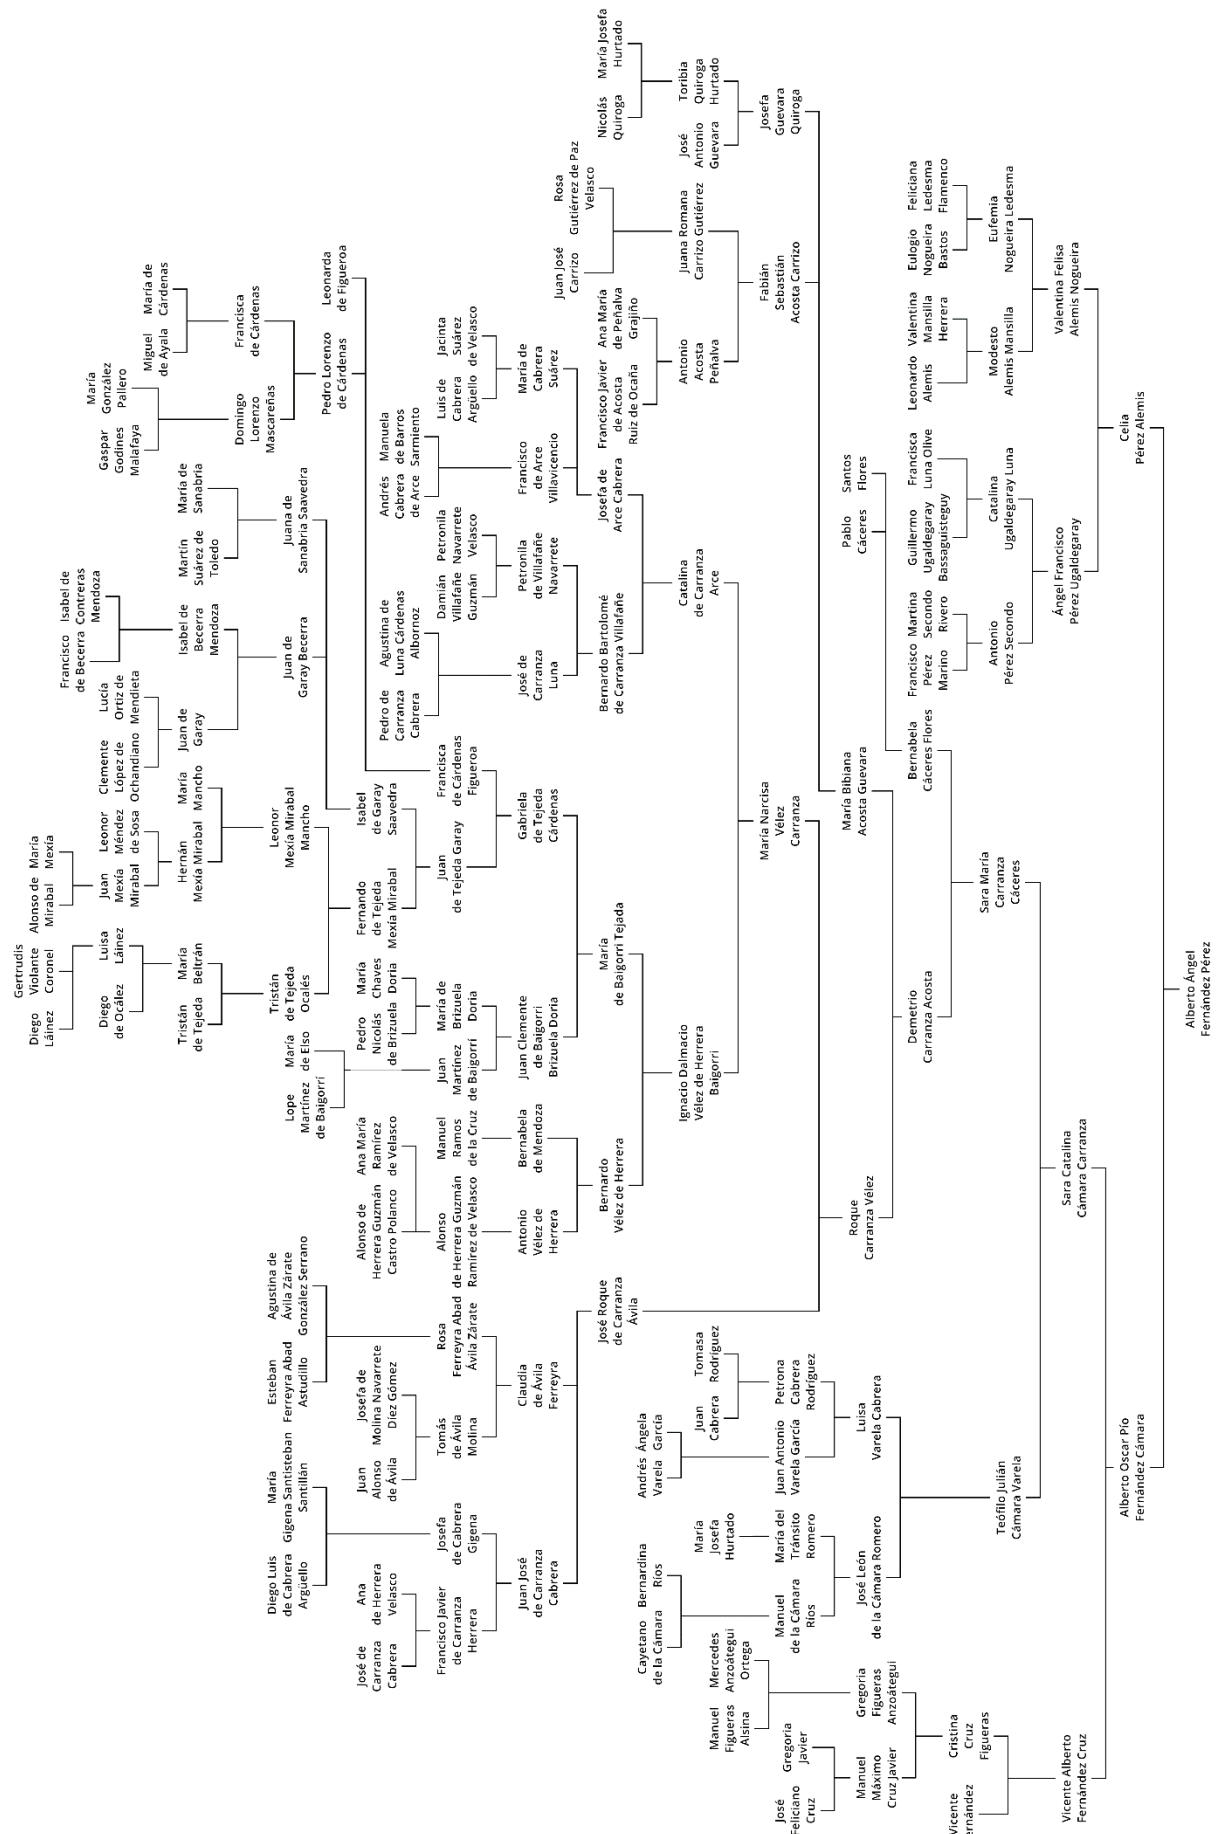 Diego
Láinez
Gertrudis
Violante
Coronel
Alonso de
Mirabal
María
Mexía
Diego
de Ocález
Luisa
Láinez
Juan
Mexía
Mirabal
Leonor
Méndez
de Sosa
Clemente
López de
Ochandiano
Lucía
Ortiz de
Mendieta
Francisco
de Becerra
Isabel de
Contreras
Mendoza
Gaspar
Godines
Malafaya
María
González
Pallero
Miguel
de Ayala
María de
Cárdenas
Tristán
de Tejeda
María
Beltrán
Hernán
Mexía Mirabal
María
Mancho
Juan de
Garay
Isabel de
Becerra
Mendoza
Martín
Suárez de
Toledo
María de
Sanabria
Domingo
Lorenzo
Mascareñas
Francisca
de Cárdenas
Diego Luis
de Cabrera
Argüello
María
Gigena Santisteban
Santillán
Esteban
Ferreyra Abad
Astudillo
Agustina de
Ávila Zárate
González Serrano
Lope
Martínez
de Baigorrí
María
de Elso
Tristán
de Tejeda
Ocalés
Leonor
Mexía Mirabal
Mancho
Juan de
Garay Becerra
Juana de
Sanabria Saavedra
Pedro Lorenzo
de Cárdenas
Leonarda
de Figueroa
José de
Carranza
Cabrera
Ana
de Herrera
Velasco
Juan
Alonso
de Ávila
Josefa de
Molina Navarrete
Díez Gómez
Alonso de
Herrera Guzmán
Castro Polanco
Ana María
Ramírez
de Velasco
Pedro
Nicolás
de Brizuela
María
Chaves
Doria
Fernando
de Tejeda
Mexía Mirabal
Isabel
de Garay
Saavedra
Pedro de
Carranza
Cabrera
Agustina de
Luna Cárdenas
Albornoz
Damián
Villafañe
Guzmán
Petronila
Navarrete
Velasco
Andrés
Cabrera
de Arce
Manuela
de Barros
Sarmiento
Luis de
Cabrera
Argüello
Jacinta
Suárez
de Velasco
Francisco Javier
de Carranza
Herrera
Josefa
de Cabrera
Gigena
Tomás
de Ávila
Molina
Rosa
Ferreyra Abad
Ávila Zárate
Alonso
de Herrera Guzmán
Ramírez de Velasco
Manuel
Ramos
de la Cruz
Juan
Martínez
de Baigorrí
María de
Brizuela
Doria
Juan
de Tejeda Garay
Francisca
de Cárdenas
Figueroa
José de
Carranza
Luna
Petronila
de Villafañe
Navarrete
Francisco
de Arce
Villavicencio
María de
Cabrera
Suárez
Juan José
Carrizo
Rosa
Gutiérrez de Paz
Velasco
Juan José
de Carranza
Cabrera
Claudia
de Ávila
Ferreyra
Antonio
Vélez de
Herrera
Bernabela
de Mendoza
Juan Clemente
de Baigorri
Brizuela Doria
Gabriela
de Tejeda
Cárdenas
Bernardo Bartolomé
de Carranza Villafañe
Josefa de
Arce Cabrera
Francisco Javier
de Acosta
Ruiz de Ocaña
Ana María
de Peñalva
Grajiño
Nicolás
Quiroga
María Josefa
Hurtado
José Roque
de Carranza
Ávila
Bernardo
Vélez de Herrera
María
de Baigorri Tejada
Cayetano
de la Cámara
Bernardina
Ríos
Andrés
Varela
Ángela
García
Catalina
de Carranza
Arce
Antonio
Acosta
Peñalva
Juana Romana
Carrizo Gutiérrez
José
Antonio
Guevara
Toribia
Quiroga
Hurtado
Manuel
Figueras
Alsina
Mercedes
Anzoátegui
Ortega
María
Josefa
Hurtado
Juan
Cabrera
Tomasa
Rodríguez
Ignacio Dalmacio
Vélez de Herrera
Baigorri
María Narcisa
Vélez
Carranza
Fabián
Sebastián
Acosta Carrizo
Josefa
Guevara
Quiroga
José
Feliciano
Cruz
Gregoria
Javier
Manuel
de la Cámara
Ríos
María del
Tránsito
Romero
Juan Antonio
Varela García
Petrona
Cabrera
Rodríguez
Roque
Carranza Vélez
María Bibiana
Acosta Guevara
Pablo
Cáceres
Santos
Flores
Manuel
Máximo
Cruz Javier
Gregoria
Figueras
Anzoátegui
José León
de la Cámara Romero
Luisa
Varela Cabrera
Demetrio
Carranza Acosta
Bernabela
Cáceres Flores
Francisco
Pérez
Marino
Martina
Secondo
Rivero
Guillermo
Ugaldegaray
Bassaguisteguy
Francisca
Luna Olive
Leonardo
Alemis
Valentina
Mansilla
Herrera
Eulogio
Nogueira
Bastos
Feliciana
Ledesma
Flamenco
Vicente
ernández
Cristina
Cruz
Figueras
Teófilo Julián
Cámara Varela
Sara María
Carranza
Cáceres
Antonio
Pérez Secondo
Catalina
Ugaldegaray Luna
Modesto
Alemis Mansilla
Eufemia
Nogueira Ledesma
Vicente Alberto
Fernández Cruz
Sara Catalina
Cámara Carranza
Ángel Francisco
Pérez Ugaldegaray
Valentina Felisa
Alemis Nogueira
Alberto Oscar Pío
Fernández Cámara
Celia
Pérez Alemis
Alberto Ángel
Fernández Pérez